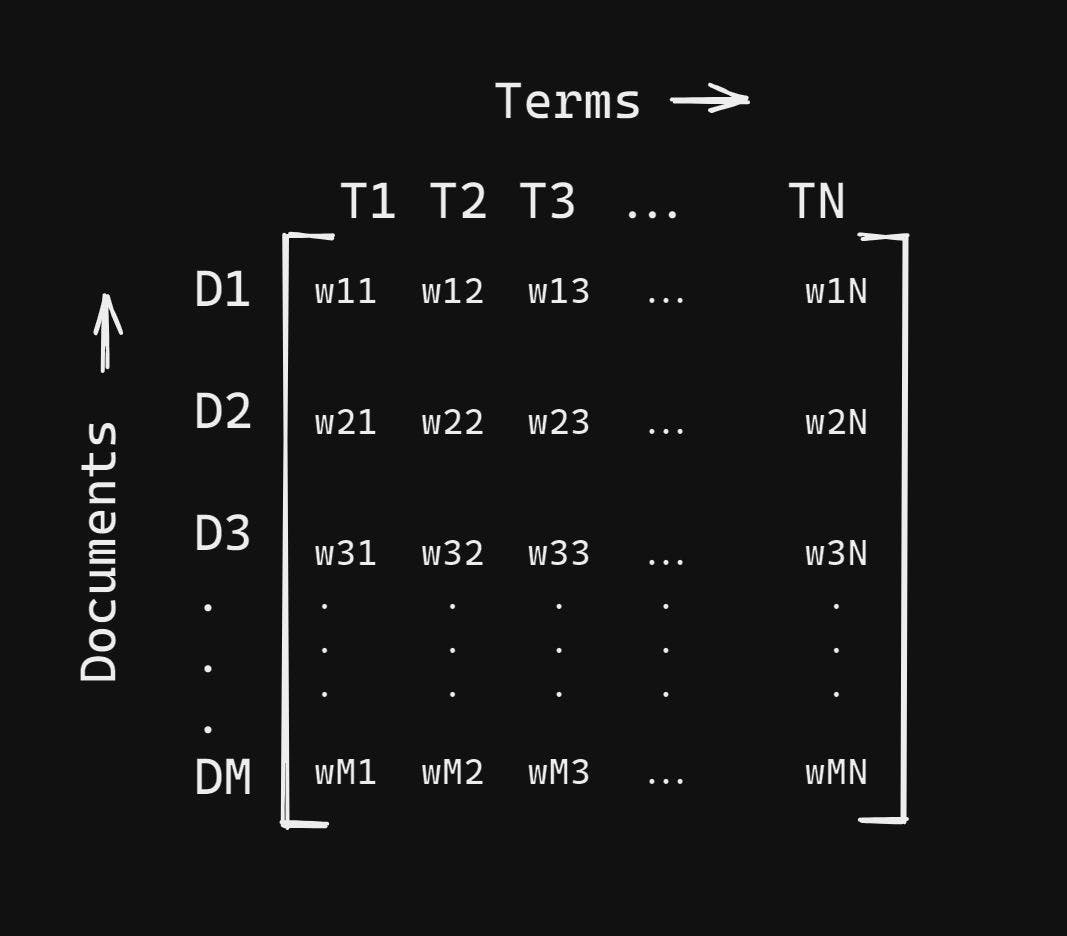 Terms
T1 T2 T3 ... TN
D1 w11 w12 w13 ... w1N
D2 w21 w22 w23 ... w2N
D3 w31 w32 w33 ... w3N
. . . . . .
. . . . . .
. . . . . .
DM wM1 wM2 wM3 ... wMN
Documents